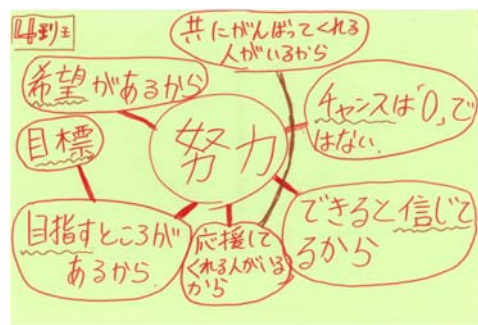 4班
共にがんばってくれる
人がいるから
希望があるから
チャンスは「0」で
はない.
努力
目標
目指すところが
あるから.
応援して
くれる人がいる
から
できると信じて
るから